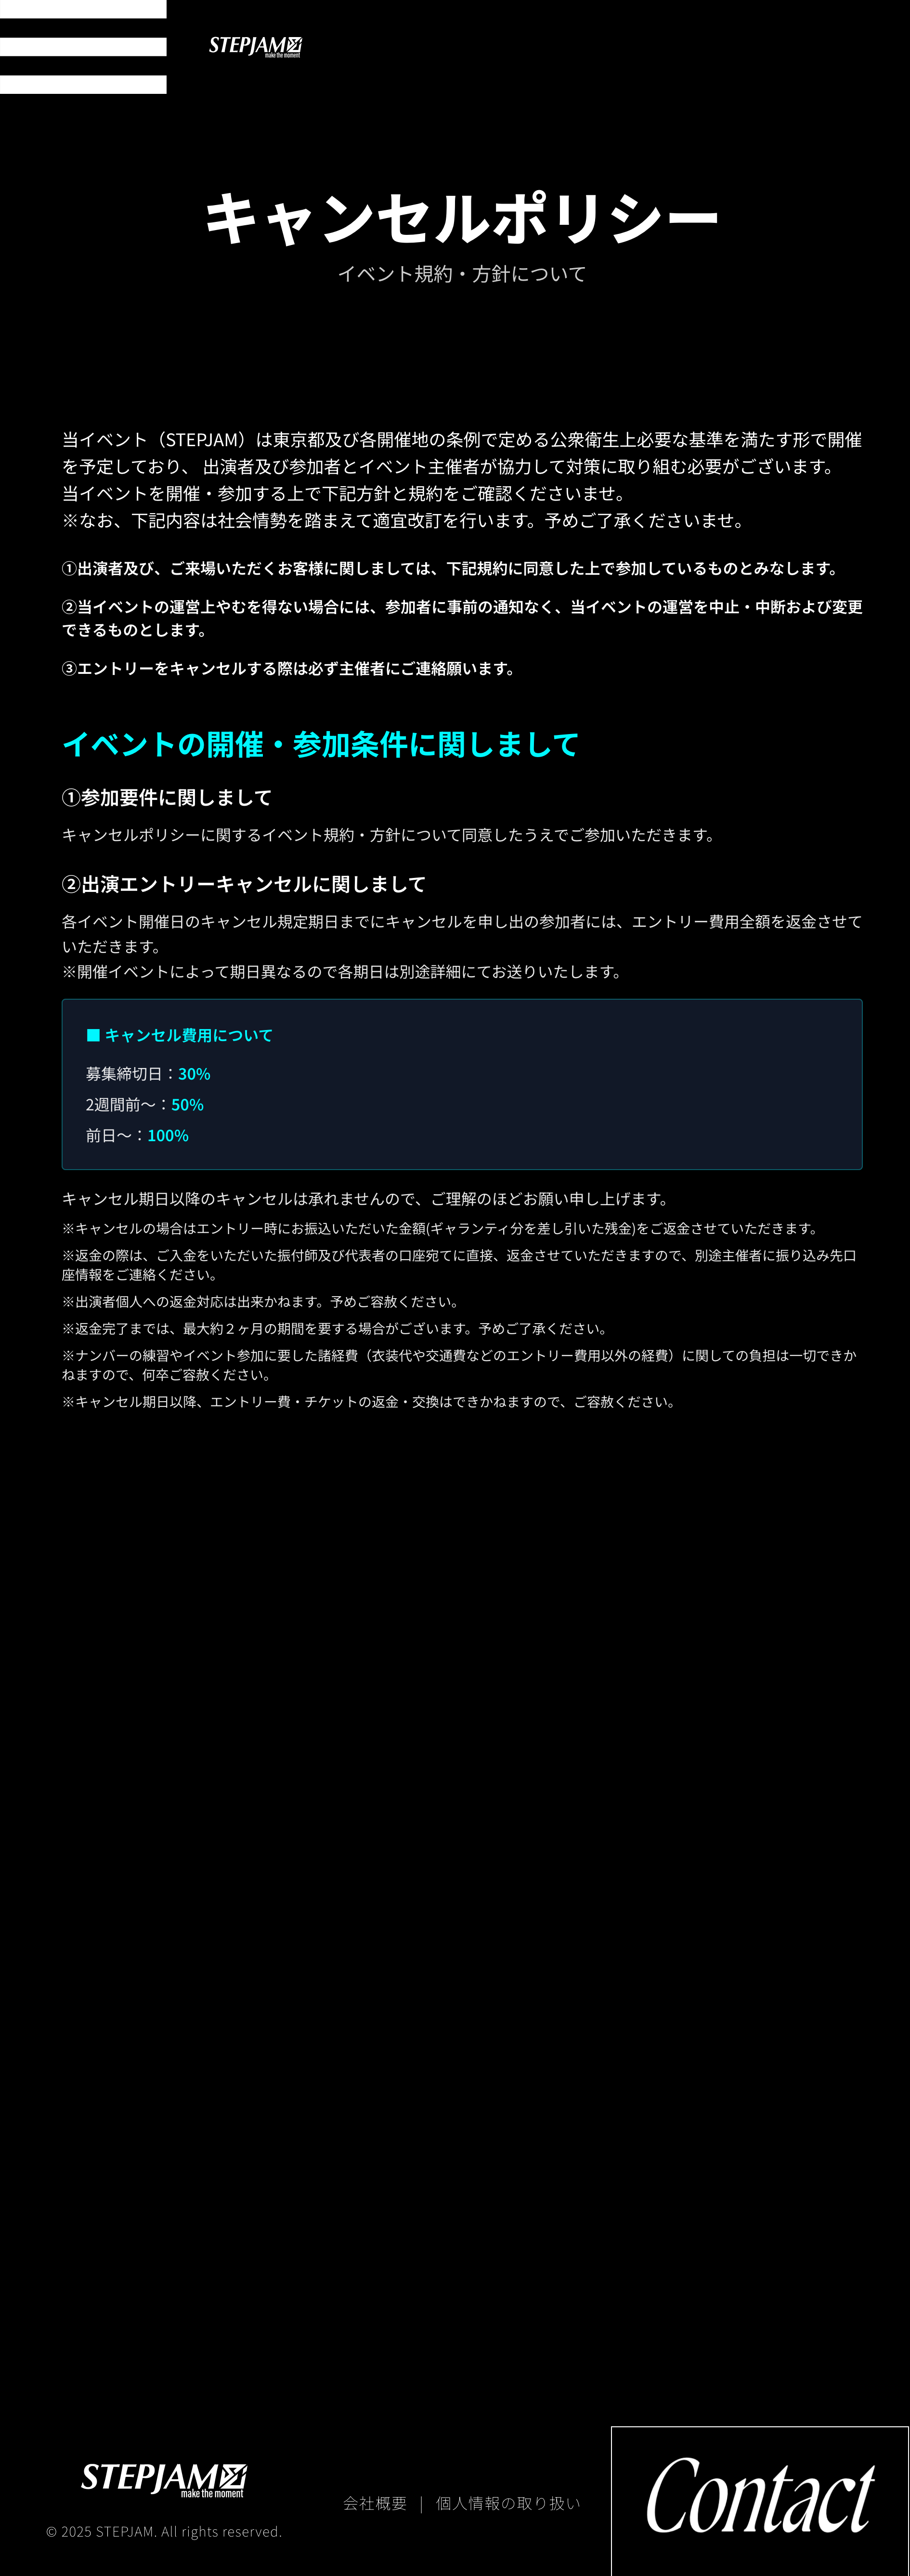 STEPJAM
make the moment
キャンセルポリシー
イベント規約・方針について
当イベント（STEPJAM）は東京都及び各開催地の条例で定める公衆衛生上必要な基準を満たす形で開催
を予定しており、 出演者及び参加者とイベント主催者が協力して対策に取り組む必要がございます。
当イベントを開催・参加する上で下記方針と規約をご確認くださいませ。
※なお、下記内容は社会情勢を踏まえて適宜改訂を行います。予めご了承くださいませ。
①出演者及び、ご来場いただくお客様に関しましては、下記規約に同意した上で参加しているものとみなします。
②当イベントの運営上やむを得ない場合には、参加者に事前の通知なく、当イベントの運営を中止・中断および変更
できるものとします。
③エントリーをキャンセルする際は必ず主催者にご連絡願います。
イベントの開催・参加条件に関しまして
①参加要件に関しまして
キャンセルポリシーに関するイベント規約・方針について同意したうえでご参加いただきます。
②出演エントリーキャンセルに関しまして
各イベント開催日のキャンセル規定期日までにキャンセルを申し出の参加者には、エントリー費用全額を返金させて
いただきます。
※開催イベントによって期日異なるので各期日は別途詳細にてお送りいたします。
■ キャンセル費用について
募集締切日：30%
2週間前〜：50%
前日〜：100%
キャンセル期日以降のキャンセルは承れませんので、ご理解のほどお願い申し上げます。
※キャンセルの場合はエントリー時にお振込いただいた金額(ギャランティ分を差し引いた残金)をご返金させていただきます。
※返金の際は、ご入金をいただいた振付師及び代表者の口座宛てに直接、返金させていただきますので、別途主催者に振り込み先口
座情報をご連絡ください。
※出演者個人への返金対応は出来かねます。予めご容赦ください。
※返金完了までは、最大約２ヶ月の期間を要する場合がございます。予めご了承ください。
※ナンバーの練習やイベント参加に要した諸経費（衣装代や交通費などのエントリー費用以外の経費）に関しての負担は一切できか
ねますので、何卒ご容赦ください。
※キャンセル期日以降、エントリー費・チケットの返金・交換はできかねますので、ご容赦ください。
STEPJAM
make the moment
会社概要 | 個人情報の取り扱い
© 2025 STEPJAM. All rights reserved.
Contact